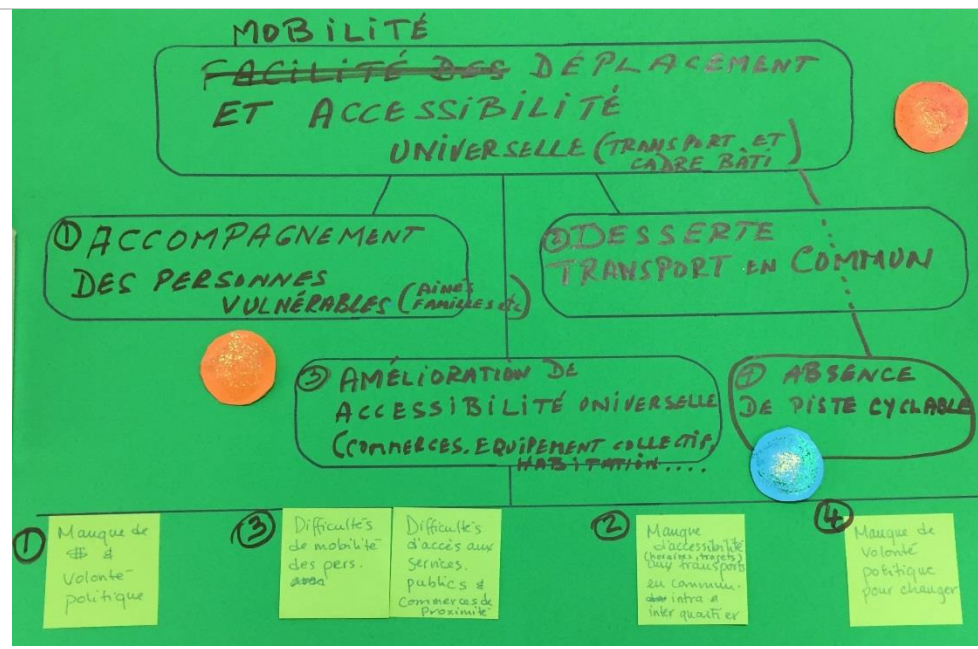 MOBILITÉ
FACILITÉ DES DÉPLACEMENT
ET ACCESSIBILITÉ
UNIVERSELLE (TRANSPORT ET
CADRE BÂTI)
① ACCOMPAGNEMENT
DES PERSONNES
VULNÉRABLES (AINÉS
FAMILLES etc)
② DESSERTE
TRANSPORT EN COMMUN
③ AMÉLIORATION DE
ACCESSIBILITÉ UNIVERSELLE
(COMMERCES. EQUIPEMENT COLLECTIF,
HABITATION....
④ ABSENCE
DE PISTE CYCLABLE
①
Manque de
$ &
Volonté
politique
③
Difficultés
de mobilité
des pers.
Difficultés
d'accès aux
services.
publics &
Commerces de
Proximité
②
Manque
d'accessibilité
(horaires, trajets)
aux transports
en commun.
intra &
inter quartier
④
Manque de
volonté
politique
pour changer